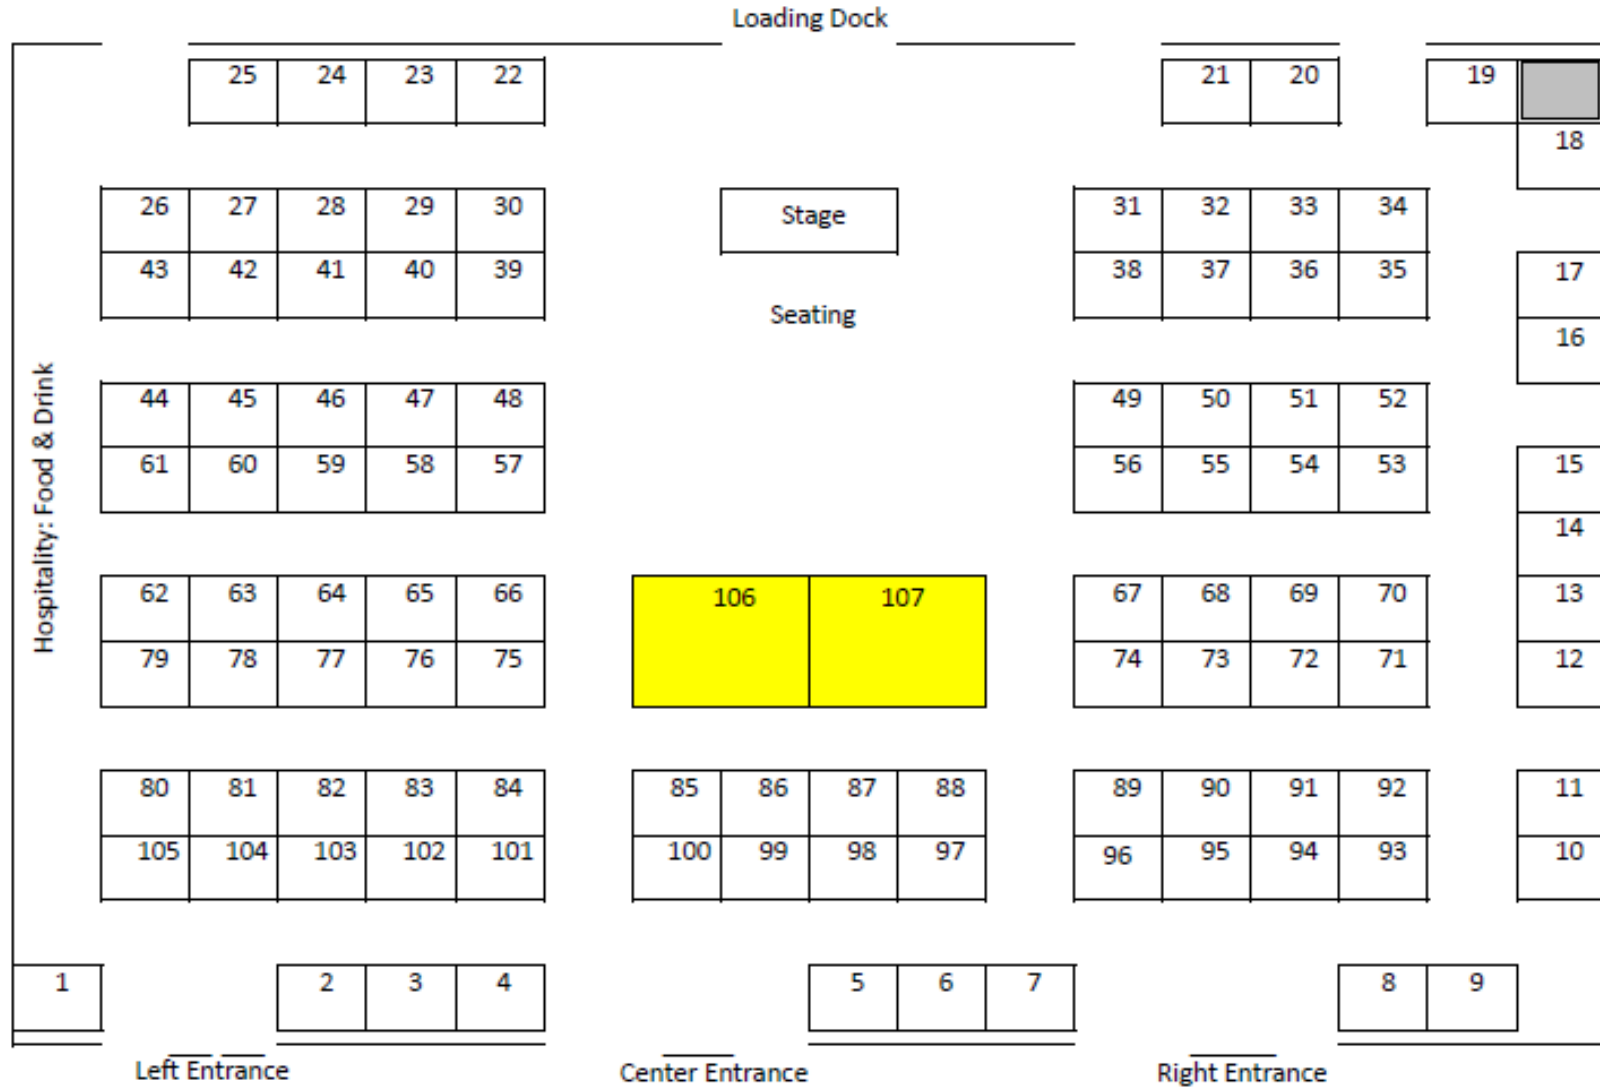 Loading Dock
25 24 23 22 21 20 19
18
26 27 28 29 30 Stage 31 32 33 34
43 42 41 40 39 38 37 36 35 17
Seating
16
Hospitality: Food & Drink
44 45 46 47 48 49 50 51 52
61 60 59 58 57 56 55 54 53 15
14
62 63 64 65 66 106 107 67 68 69 70 13
79 78 77 76 75 74 73 72 71 12
80 81 82 83 84 85 86 87 88 89 90 91 92 11
105 104 103 102 101 100 99 98 97 96 95 94 93 10
1 2 3 4 5 6 7 8 9
Left Entrance Center Entrance Right Entrance